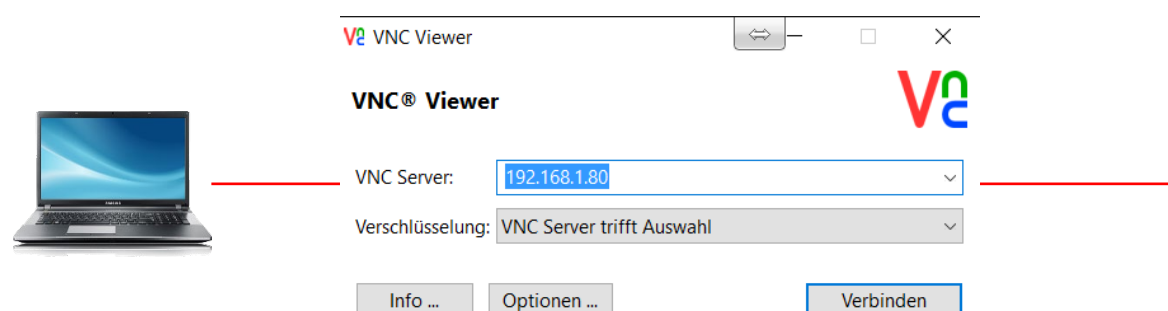 VNC Viewer
VNC® Viewer
VNC Server: 192.168.1.80
Verschlüsselung: VNC Server trifft Auswahl
Info ... Optionen ... Verbinden